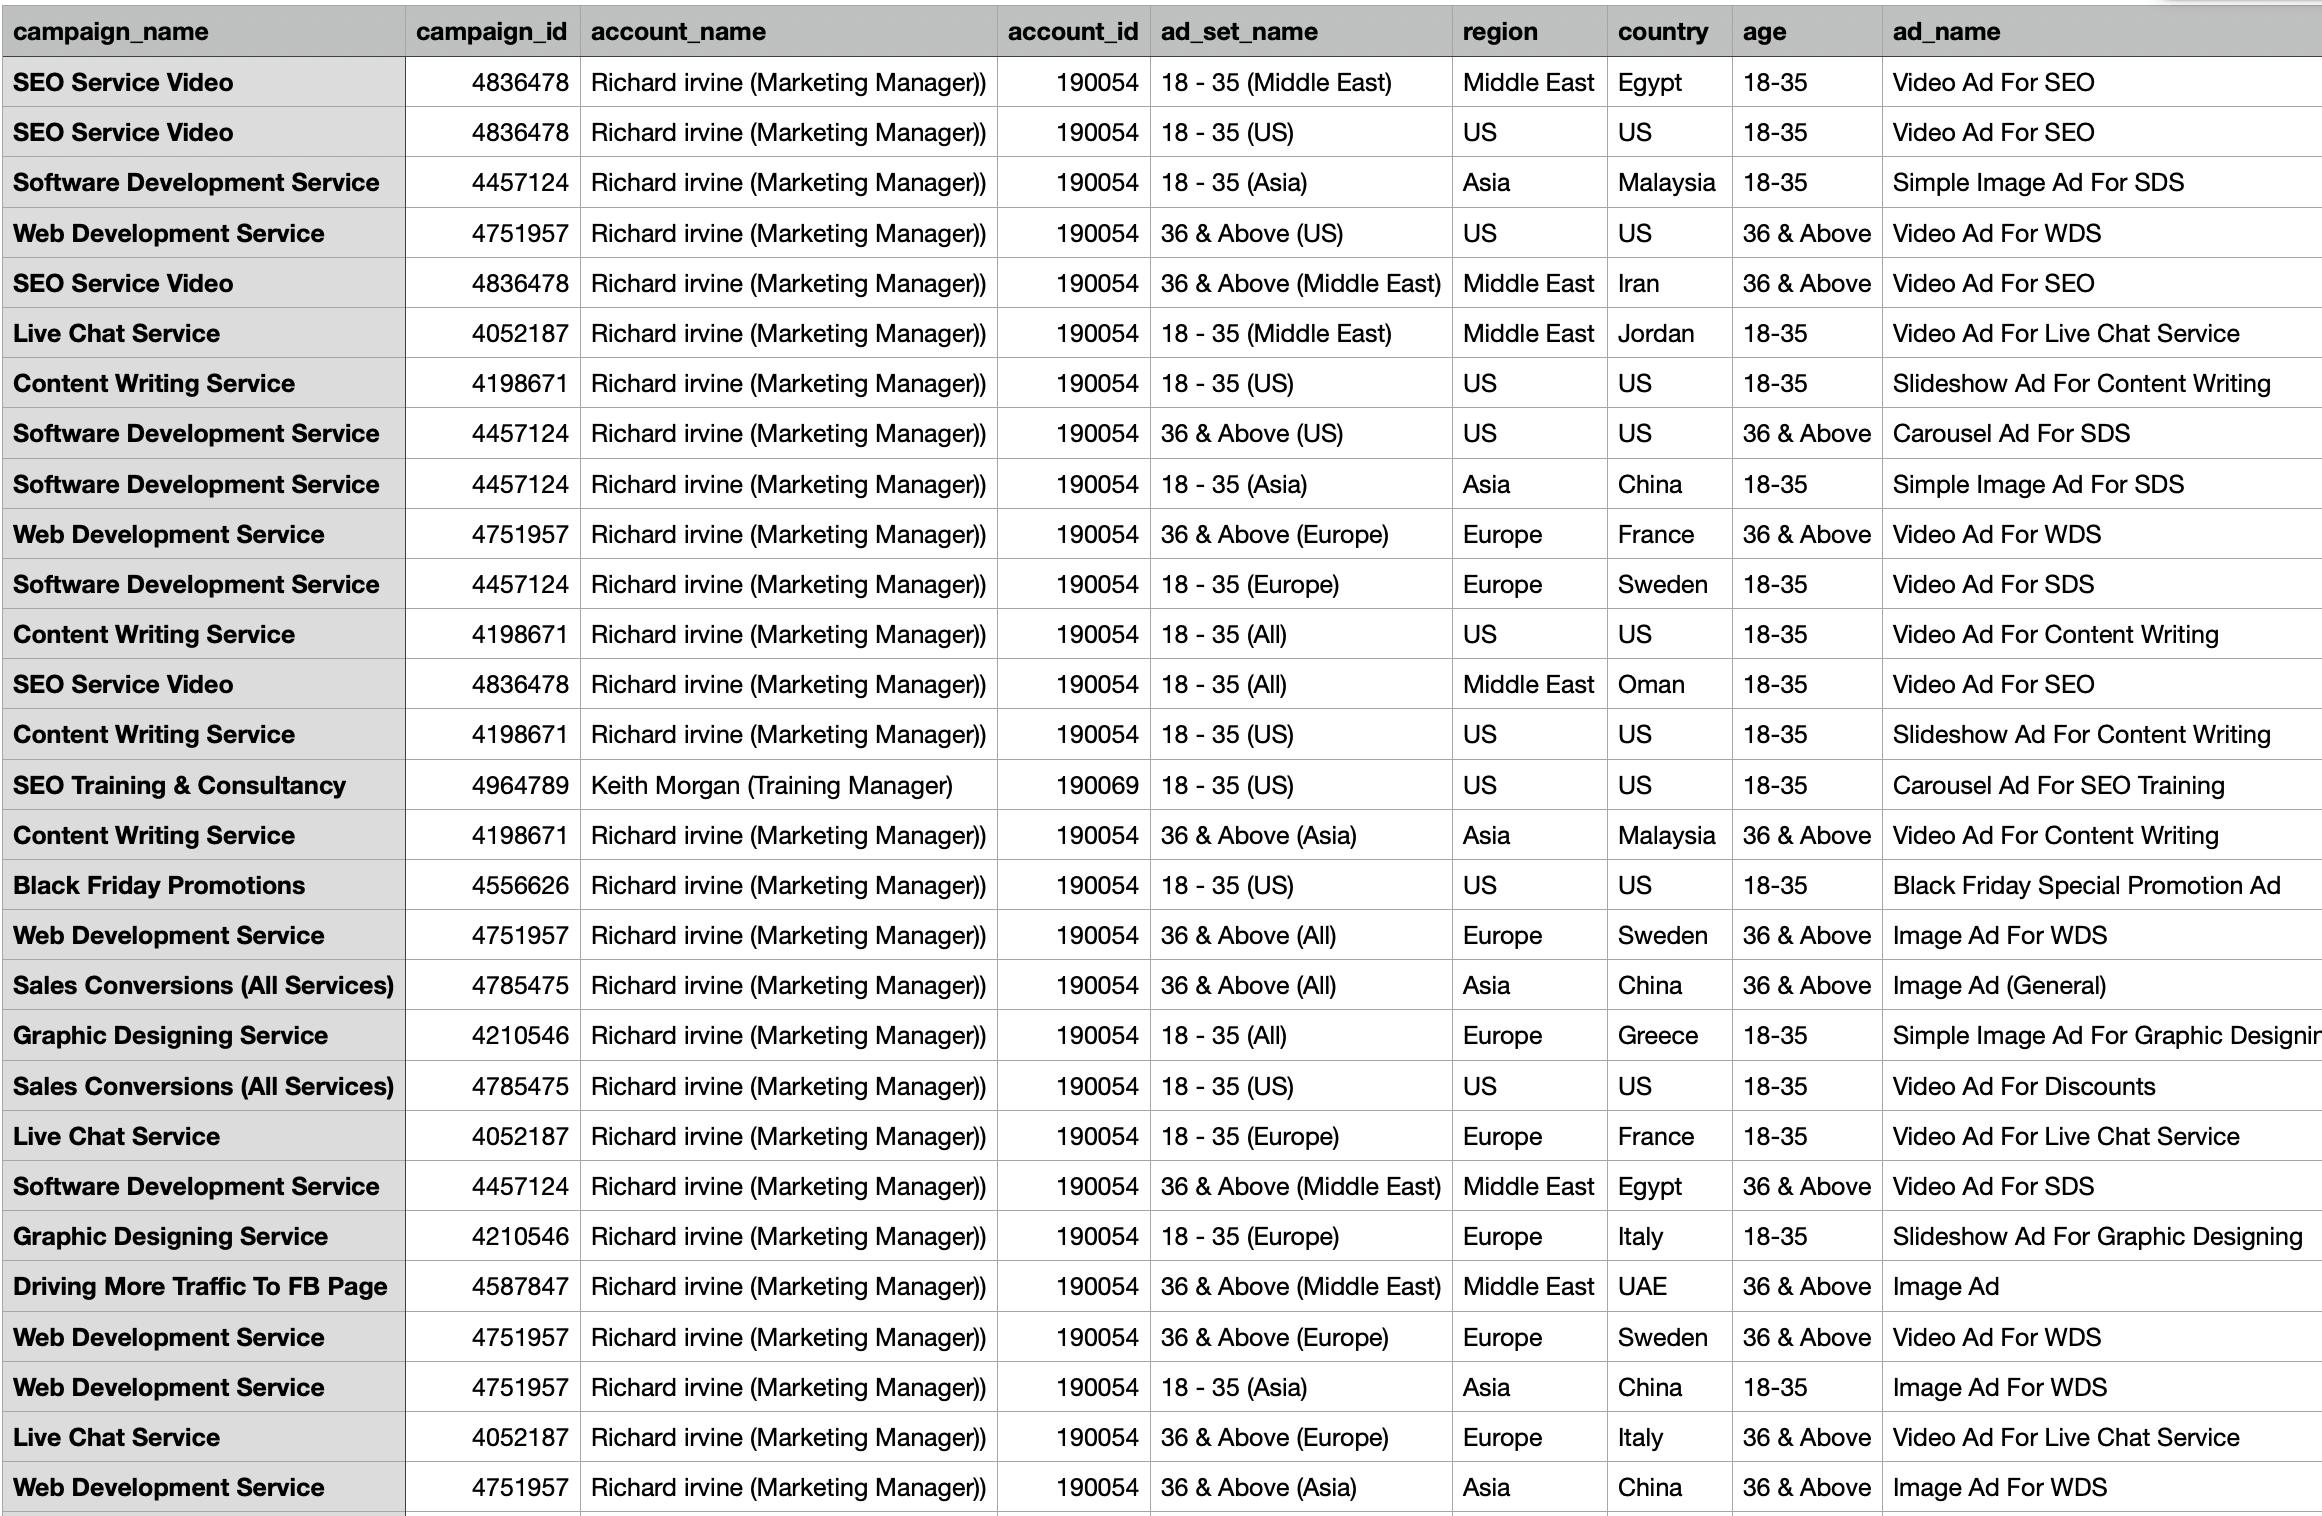 campaign_name campaign_id account_name account_id ad_set_name region country age ad_name
SEO Service Video 4836478 Richard irvine (Marketing Manager)) 190054 18 - 35 (Middle East) Middle East Egypt 18-35 Video Ad For SEO
SEO Service Video 4836478 Richard irvine (Marketing Manager)) 190054 18 - 35 (US) US US 18-35 Video Ad For SEO
Software Development Service 4457124 Richard irvine (Marketing Manager)) 190054 18 - 35 (Asia) Asia Malaysia 18-35 Simple Image Ad For SDS
Web Development Service 4751957 Richard irvine (Marketing Manager)) 190054 36 & Above (US) US US 36 & Above Video Ad For WDS
SEO Service Video 4836478 Richard irvine (Marketing Manager)) 190054 36 & Above (Middle East) Middle East Iran 36 & Above Video Ad For SEO
Live Chat Service 4052187 Richard irvine (Marketing Manager)) 190054 18 - 35 (Middle East) Middle East Jordan 18-35 Video Ad For Live Chat Service
Content Writing Service 4198671 Richard irvine (Marketing Manager)) 190054 18 - 35 (US) US US 18-35 Slideshow Ad For Content Writing
Software Development Service 4457124 Richard irvine (Marketing Manager)) 190054 36 & Above (US) US US 36 & Above Carousel Ad For SDS
Software Development Service 4457124 Richard irvine (Marketing Manager)) 190054 18 - 35 (Asia) Asia China 18-35 Simple Image Ad For SDS
Web Development Service 4751957 Richard irvine (Marketing Manager)) 190054 36 & Above (Europe) Europe France 36 & Above Video Ad For WDS
Software Development Service 4457124 Richard irvine (Marketing Manager)) 190054 18 - 35 (Europe) Europe Sweden 18-35 Video Ad For SDS
Content Writing Service 4198671 Richard irvine (Marketing Manager)) 190054 18 - 35 (All) US US 18-35 Video Ad For Content Writing
SEO Service Video 4836478 Richard irvine (Marketing Manager)) 190054 18 - 35 (All) Middle East Oman 18-35 Video Ad For SEO
Content Writing Service 4198671 Richard irvine (Marketing Manager)) 190054 18 - 35 (US) US US 18-35 Slideshow Ad For Content Writing
SEO Training & Consultancy 4964789 Keith Morgan (Training Manager) 190069 18 - 35 (US) US US 18-35 Carousel Ad For SEO Training
Content Writing Service 4198671 Richard irvine (Marketing Manager)) 190054 36 & Above (Asia) Asia Malaysia 36 & Above Video Ad For Content Writing
Black Friday Promotions 4556626 Richard irvine (Marketing Manager)) 190054 18 - 35 (US) US US 18-35 Black Friday Special Promotion Ad
Web Development Service 4751957 Richard irvine (Marketing Manager)) 190054 36 & Above (All) Europe Sweden 36 & Above Image Ad For WDS
Sales Conversions (All Services) 4785475 Richard irvine (Marketing Manager)) 190054 36 & Above (All) Asia China 36 & Above Image Ad (General)
Graphic Designing Service 4210546 Richard irvine (Marketing Manager)) 190054 18 - 35 (All) Europe Greece 18-35 Simple Image Ad For Graphic Designin
Sales Conversions (All Services) 4785475 Richard irvine (Marketing Manager)) 190054 18 - 35 (US) US US 18-35 Video Ad For Discounts
Live Chat Service 4052187 Richard irvine (Marketing Manager)) 190054 18 - 35 (Europe) Europe France 18-35 Video Ad For Live Chat Service
Software Development Service 4457124 Richard irvine (Marketing Manager)) 190054 36 & Above (Middle East) Middle East Egypt 36 & Above Video Ad For SDS
Graphic Designing Service 4210546 Richard irvine (Marketing Manager)) 190054 18 - 35 (Europe) Europe Italy 18-35 Slideshow Ad For Graphic Designing
Driving More Traffic To FB Page 4587847 Richard irvine (Marketing Manager)) 190054 36 & Above (Middle East) Middle East UAE 36 & Above Image Ad
Web Development Service 4751957 Richard irvine (Marketing Manager)) 190054 36 & Above (Europe) Europe Sweden 36 & Above Video Ad For WDS
Web Development Service 4751957 Richard irvine (Marketing Manager)) 190054 18 - 35 (Asia) Asia China 18-35 Image Ad For WDS
Live Chat Service 4052187 Richard irvine (Marketing Manager)) 190054 36 & Above (Europe) Europe Italy 36 & Above Video Ad For Live Chat Service
Web Development Service 4751957 Richard irvine (Marketing Manager)) 190054 36 & Above (Asia) Asia China 36 & Above Image Ad For WDS